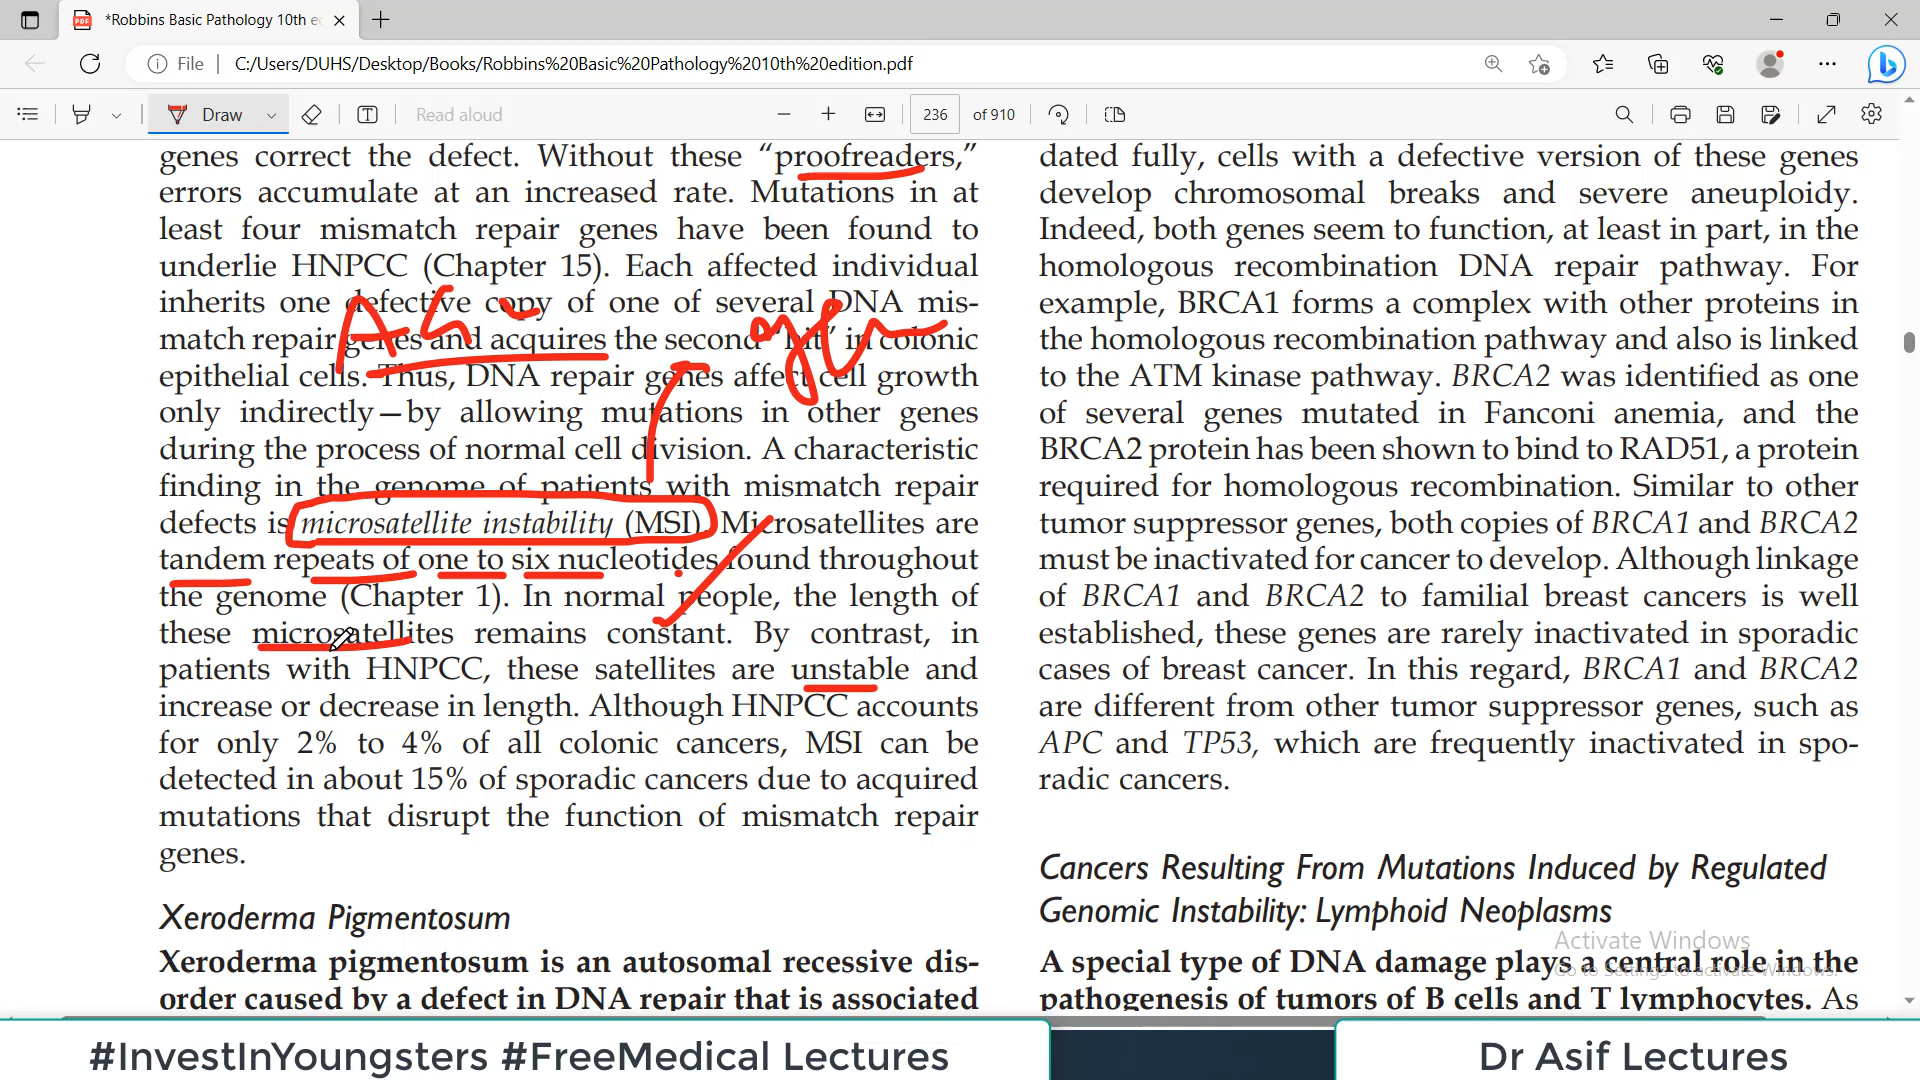 *Robbins Basic Pathology 10th e
File
C:/Users/DUHS/Desktop/Books/Robbins%20Basic%20Pathology%2010th%20edition.pdf
Draw
Read aloud
236 of 910
genes correct the defect. Without these “proofreaders,”
errors accumulate at an increased rate. Mutations in at
least four mismatch repair genes have been found to
underlie HNPCC (Chapter 15). Each affected individual
inherits one defective copy of one of several DNA mis-
match repair genes and acquires the second “hit” in colonic
epithelial cells. Thus, DNA repair genes affect cell growth
only indirectly—by allowing mutations in other genes
during the process of normal cell division. A characteristic
finding in the genome of patients with mismatch repair
defects is microsatellite instability (MSI). Microsatellites are
tandem repeats of one to six nucleotides found throughout
the genome (Chapter 1). In normal people, the length of
these microsatellites remains constant. By contrast, in
patients with HNPCC, these satellites are unstable and
increase or decrease in length. Although HNPCC accounts
for only 2% to 4% of all colonic cancers, MSI can be
detected in about 15% of sporadic cancers due to acquired
mutations that disrupt the function of mismatch repair
genes.
Xeroderma Pigmentosum
Xeroderma pigmentosum is an autosomal recessive dis-
order caused by a defect in DNA repair that is associated
dated fully, cells with a defective version of these genes
develop chromosomal breaks and severe aneuploidy.
Indeed, both genes seem to function, at least in part, in the
homologous recombination DNA repair pathway. For
example, BRCA1 forms a complex with other proteins in
the homologous recombination pathway and also is linked
to the ATM kinase pathway. BRCA2 was identified as one
of several genes mutated in Fanconi anemia, and the
BRCA2 protein has been shown to bind to RAD51, a protein
required for homologous recombination. Similar to other
tumor suppressor genes, both copies of BRCA1 and BRCA2
must be inactivated for cancer to develop. Although linkage
of BRCA1 and BRCA2 to familial breast cancers is well
established, these genes are rarely inactivated in sporadic
cases of breast cancer. In this regard, BRCA1 and BRCA2
are different from other tumor suppressor genes, such as
APC and TP53, which are frequently inactivated in spo-
radic cancers.
Cancers Resulting From Mutations Induced by Regulated
Genomic Instability: Lymphoid Neoplasms
A special type of DNA damage plays a central role in the
pathogenesis of tumors of B cells and T lymphocytes. As
Activate Windows
Go to Settings to activate Windows.
#InvestInYoungsters #FreeMedical Lectures
Dr Asif Lectures